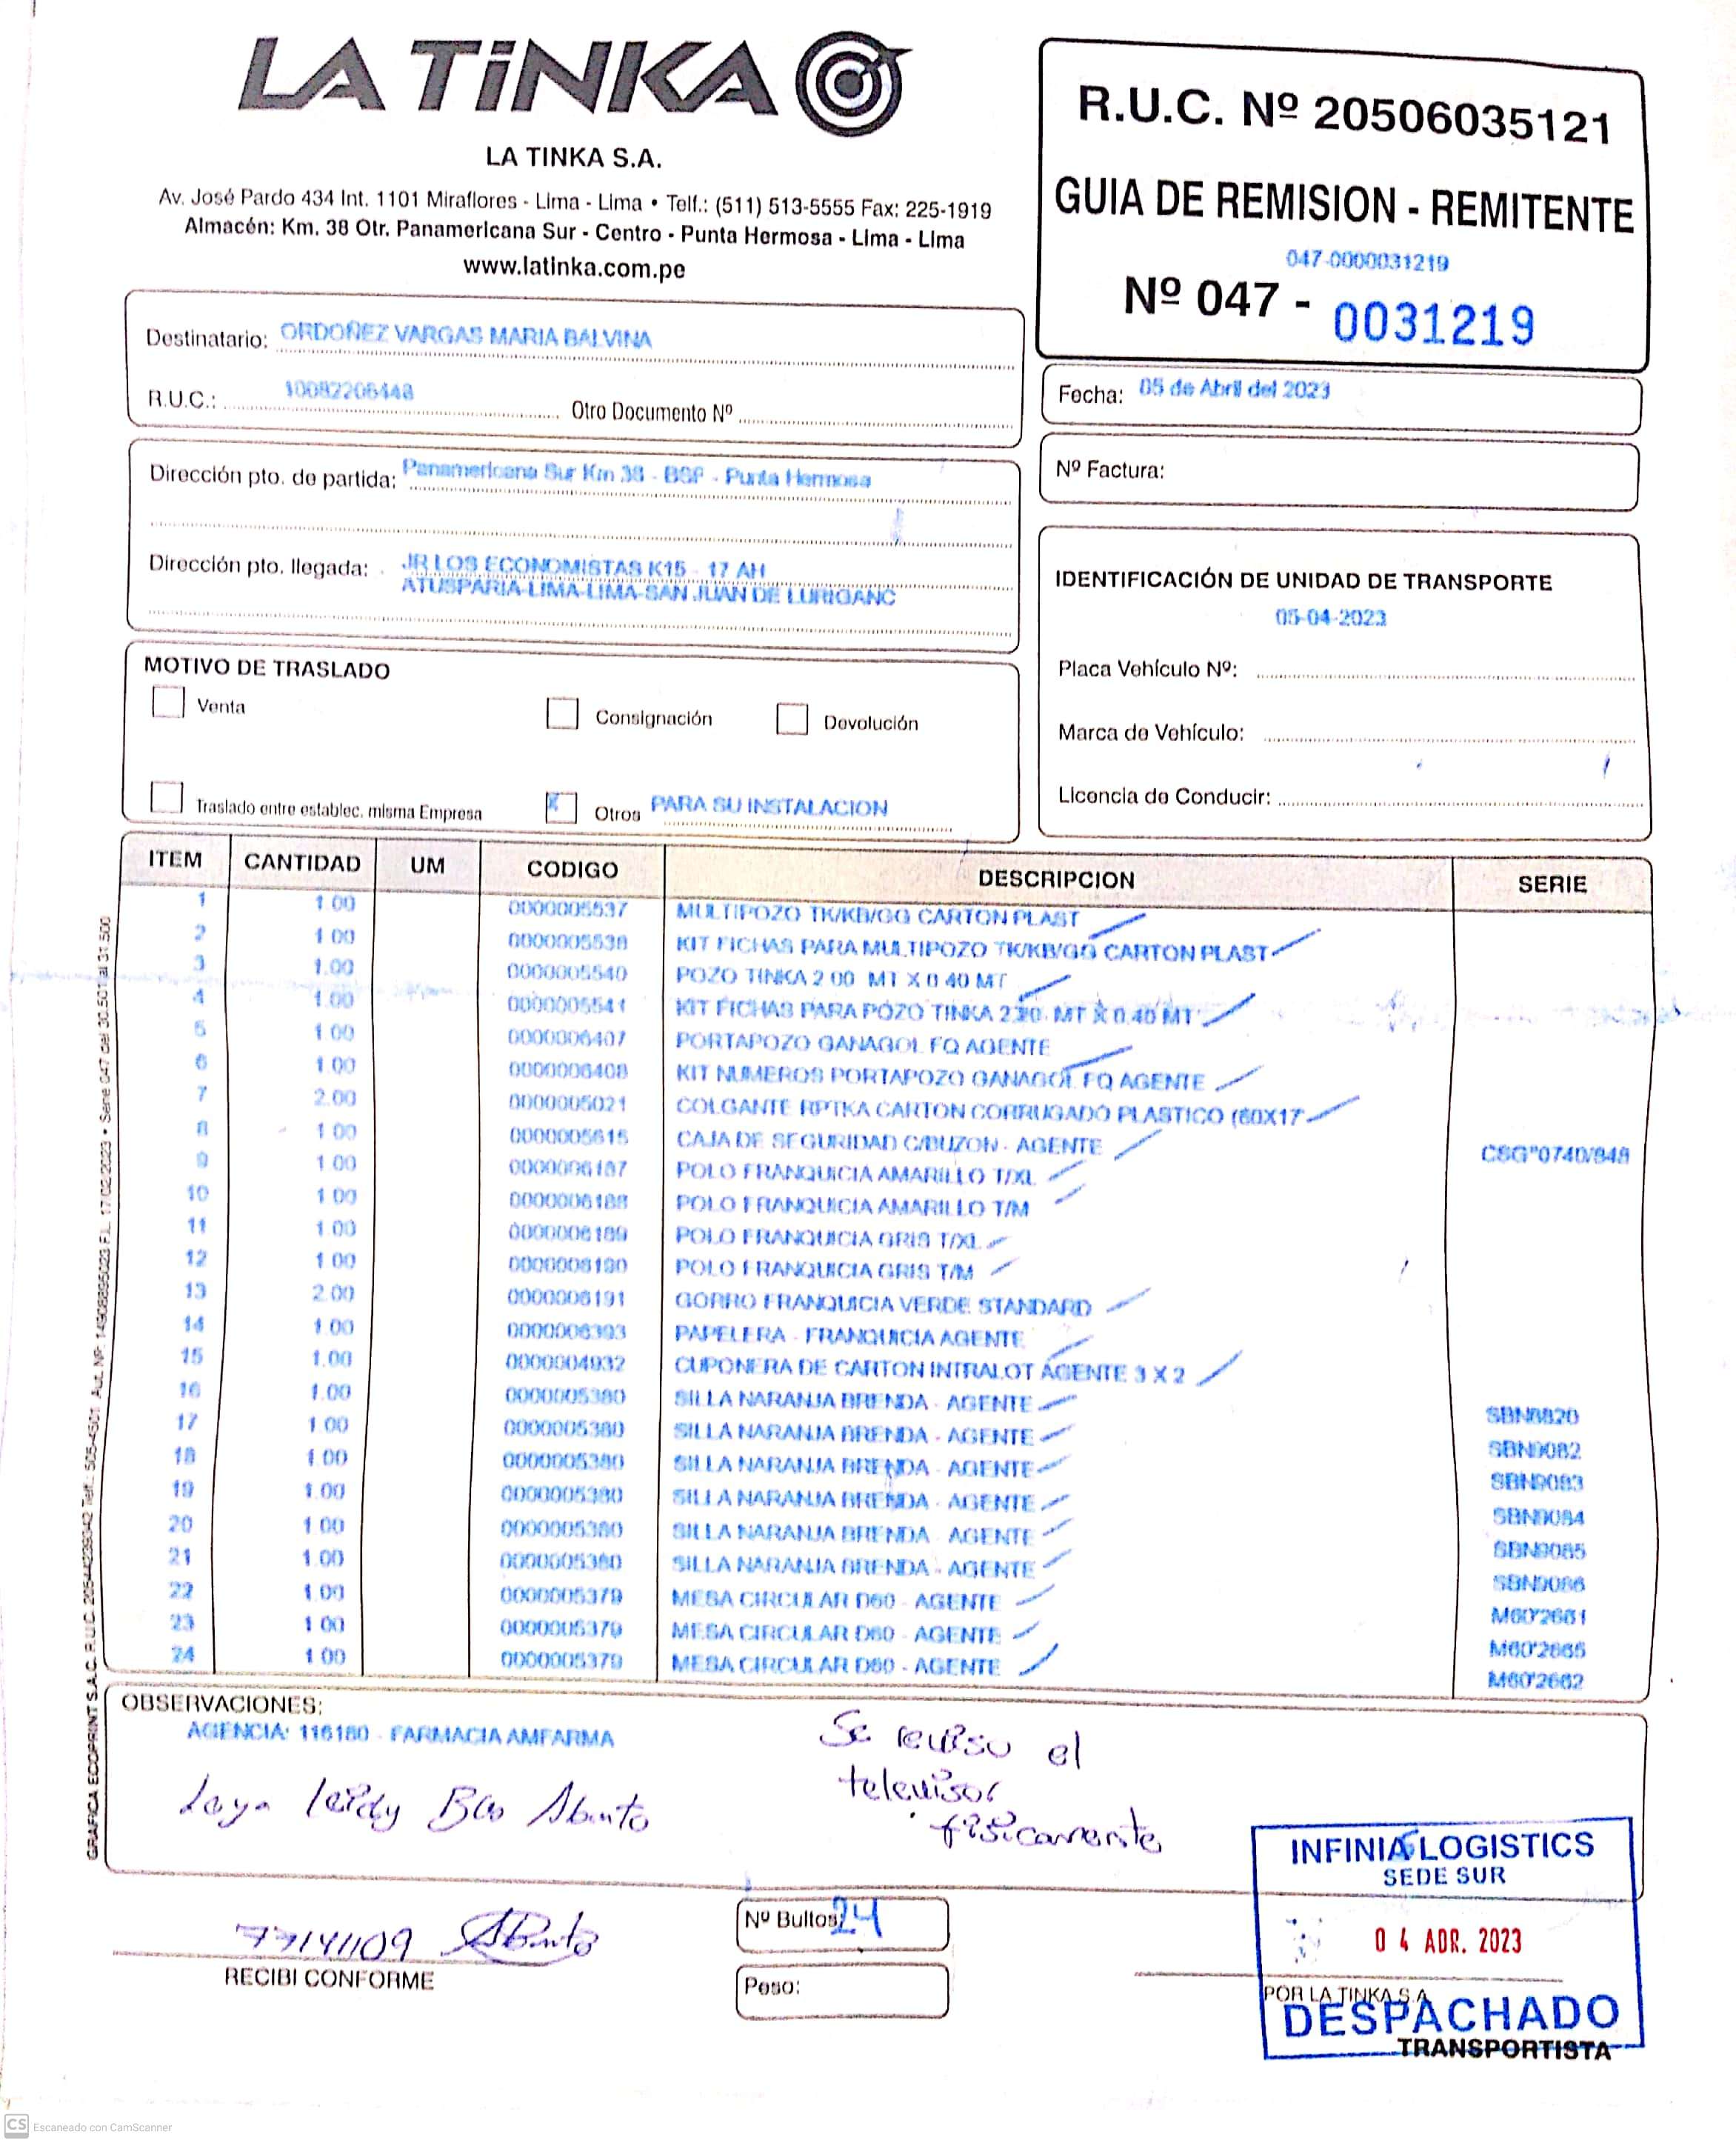 LA TiNKA
LA TINKA S.A.
Av. José Pardo 434 Int. 1101 Miraflores - Lima - Lima • Telf.: (511) 513-5555 Fax: 225-1919
Almacén: Km. 38 Otr. Panamericana Sur - Centro - Punta Hermosa - Lima - Lima
www.latinka.com.pe
R.U.C. Nº 20506035121
GUIA DE REMISION - REMITENTE
047-0000031219
Nº 047 - 0031219
Destinatario: ORDOÑEZ VARGAS MARIA BALVINA
R.U.C.: 10082206448 Otro Documento Nº
Fecha: 05 de Abril del 2023
Nº Factura:
Dirección pto. de partida: Panamericana Sur Km 38 - BSF - Punta Hermosa
Dirección pto. llegada: JR LOS ECONOMISTAS K15 - 17 AH
ATUSPARIA-LIMA-LIMA-SAN JUAN DE LURIGANC
IDENTIFICACIÓN DE UNIDAD DE TRANSPORTE
05-04-2023
Placa Vehículo Nº:
Marca de Vehículo:
Licencia de Conducir:
MOTIVO DE TRASLADO
Venta
Consignación
Devolución
Traslado entre establec. misma Empresa
X Otros PARA SU INSTALACION
ITEM CANTIDAD UM CODIGO DESCRIPCION SERIE
1 1.00 0000005537 MULTIPOZO TK/KB/GG CARTON PLAST
2 1.00 0000005538 KIT FICHAS PARA MULTIPOZO TK/KB/GG CARTON PLAST
3 1.00 0000005540 POZO TINKA 2.00 MT X 0.40 MT
4 1.00 0000005541 KIT FICHAS PARA POZO TINKA 2.20 MT X 0.40 MT
5 1.00 0000006407 PORTAPOZO GANAGOL FQ AGENTE
6 1.00 0000006408 KIT NUMEROS PORTAPOZO GANAGOL FQ AGENTE
7 2.00 0000005021 COLGANTE RPTKA CARTON CORRUGADO PLASTICO (60X17
8 1.00 0000005615 CAJA DE SEGURIDAD C/BUZON - AGENTE CSG"0740/848
9 1.00 0000006187 POLO FRANQUICIA AMARILLO T/XL
10 1.00 0000006188 POLO FRANQUICIA AMARILLO T/M
11 1.00 0000006189 POLO FRANQUICIA GRIS T/XL
12 1.00 0000006190 POLO FRANQUICIA GRIS T/M
13 2.00 0000006191 GORRO FRANQUICIA VERDE STANDARD
14 1.00 0000006393 PAPELERA - FRANQUICIA AGENTE
15 1.00 0000004932 CUPONERA DE CARTON INTRALOT AGENTE 3 X 2
16 1.00 0000005380 SILLA NARANJA BRENDA - AGENTE SBN8820
17 1.00 0000005380 SILLA NARANJA BRENDA - AGENTE SBN9082
18 1.00 0000005380 SILLA NARANJA BRENDA - AGENTE SBN9083
19 1.00 0000005380 SILLA NARANJA BRENDA - AGENTE SBN9084
20 1.00 0000005380 SILLA NARANJA BRENDA - AGENTE SBN9085
21 1.00 0000005380 SILLA NARANJA BRENDA - AGENTE SBN9086
22 1.00 0000005379 MESA CIRCULAR D60 - AGENTE M60'2661
23 1.00 0000005379 MESA CIRCULAR D60 - AGENTE M60'2665
24 1.00 0000005379 MESA CIRCULAR D60 - AGENTE M60'2662
GRAFICA ECOPRINT S.A.C. R.U.C. 20544239342 Telf.: 505-4501 Aut. NP: 14908895023 F.I. 17/02/2023 • Serie 047 del 30.501 al 31.500
OBSERVACIONES:
AGENCIA: 116180 - FARMACIA AMFARMA
Leydy Abanto
Se reviso el
televisor
fisicamente
77141109 Abanto
RECIBI CONFORME
Nº Bultos: 24
Peso:
INFINIA LOGISTICS
SEDE SUR
04 ABR. 2023
POR LA TINKA S.A.
DESPACHADO
TRANSPORTISTA
CS Escaneado con CamScanner